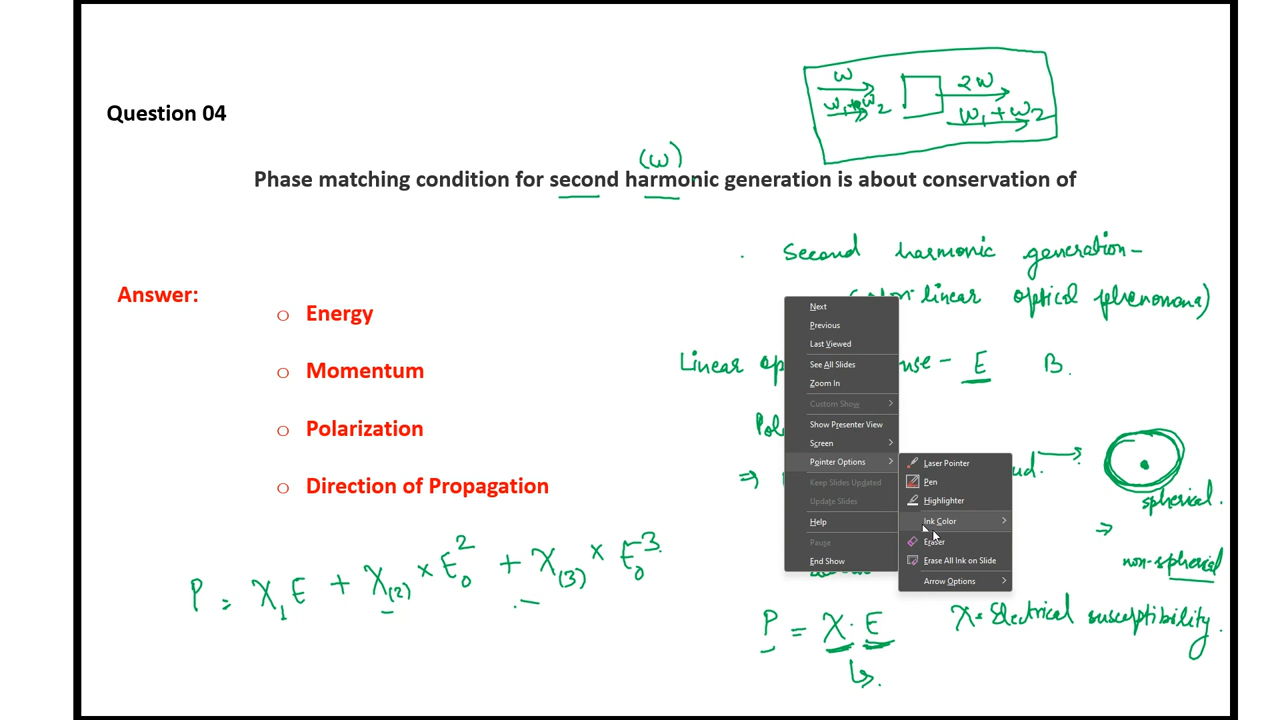 ω
2ω
ω₁+ω₂
ω₁+ω₂
Question 04
(ω)
Phase matching condition for second harmonic generation is about conservation of
. Second harmonic generation-
linear optical phenomena)
Answer:
Energy
Momentum
Polarization
Direction of Propagation
Linear op nse - E B.
Pol
⇒ ud. →
spherical.
⇒
non-spherical
P = χ₁E + χ₍₂₎ × E₀² + χ₍₃₎ × E₀³.
P = χ · E
χ = Electrical susceptibility.
↳.
Next
Previous
Last Viewed
See All Slides
Zoom In
Custom Show
Show Presenter View
Screen
Pointer Options
Keep Slides Updated
Update Slides
Help
Pause
End Show
Laser Pointer
Pen
Highlighter
Ink Color
Eraser
Erase All Ink on Slide
Arrow Options